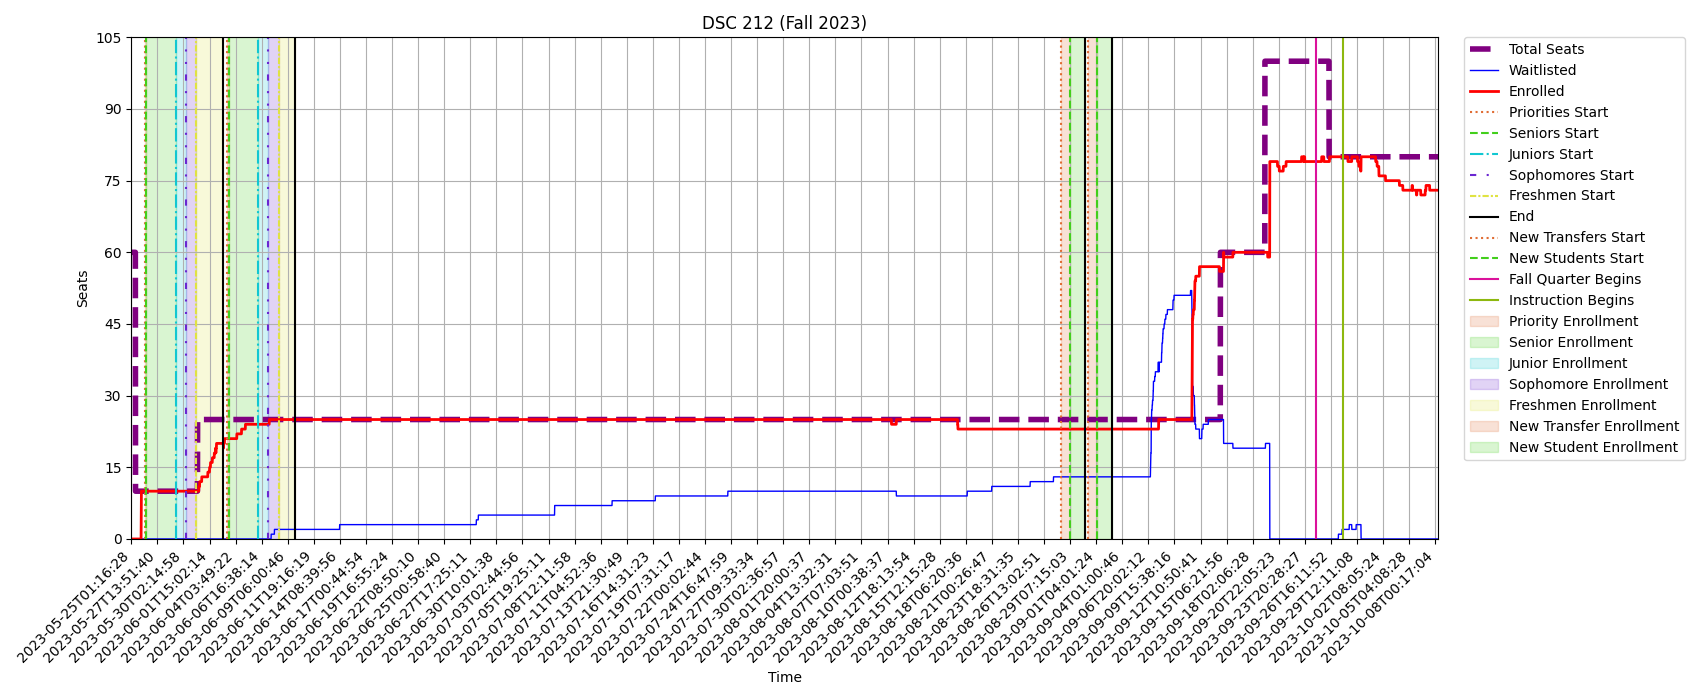 DSC 212 (Fall 2023)
105
90
75
60
45
30
15
0
Seats
2023-05-25T01:16:28
2023-05-27T13:51:40
2023-05-30T02:14:58
2023-06-01T15:02:14
2023-06-04T03:49:22
2023-06-06T16:38:14
2023-06-09T06:00:46
2023-06-11T19:16:19
2023-06-14T08:39:56
2023-06-17T00:44:54
2023-06-19T16:55:24
2023-06-22T08:50:10
2023-06-25T00:58:40
2023-06-27T17:25:11
2023-06-30T10:01:38
2023-07-03T02:44:56
2023-07-05T19:25:11
2023-07-08T12:11:58
2023-07-11T04:52:36
2023-07-13T21:30:49
2023-07-16T14:31:23
2023-07-19T07:31:17
2023-07-22T00:02:44
2023-07-24T16:47:59
2023-07-27T09:33:34
2023-07-30T02:36:57
2023-08-01T20:00:37
2023-08-04T13:32:31
2023-08-07T07:03:51
2023-08-10T00:38:37
2023-08-12T18:13:54
2023-08-15T12:15:28
2023-08-18T06:20:36
2023-08-21T00:26:47
2023-08-23T18:31:35
2023-08-26T13:02:51
2023-08-29T07:15:03
2023-09-01T04:01:24
2023-09-04T01:00:46
2023-09-06T20:02:12
2023-09-09T15:38:16
2023-09-12T10:50:41
2023-09-15T06:21:56
2023-09-18T02:06:28
2023-09-20T22:05:23
2023-09-23T20:28:27
2023-09-26T16:11:52
2023-09-29T12:11:08
2023-10-02T08:05:24
2023-10-05T04:08:28
2023-10-08T00:17:04
Time
Total Seats
Waitlisted
Enrolled
Priorities Start
Seniors Start
Juniors Start
Sophomores Start
Freshmen Start
End
New Transfers Start
New Students Start
Fall Quarter Begins
Instruction Begins
Priority Enrollment
Senior Enrollment
Junior Enrollment
Sophomore Enrollment
Freshmen Enrollment
New Transfer Enrollment
New Student Enrollment